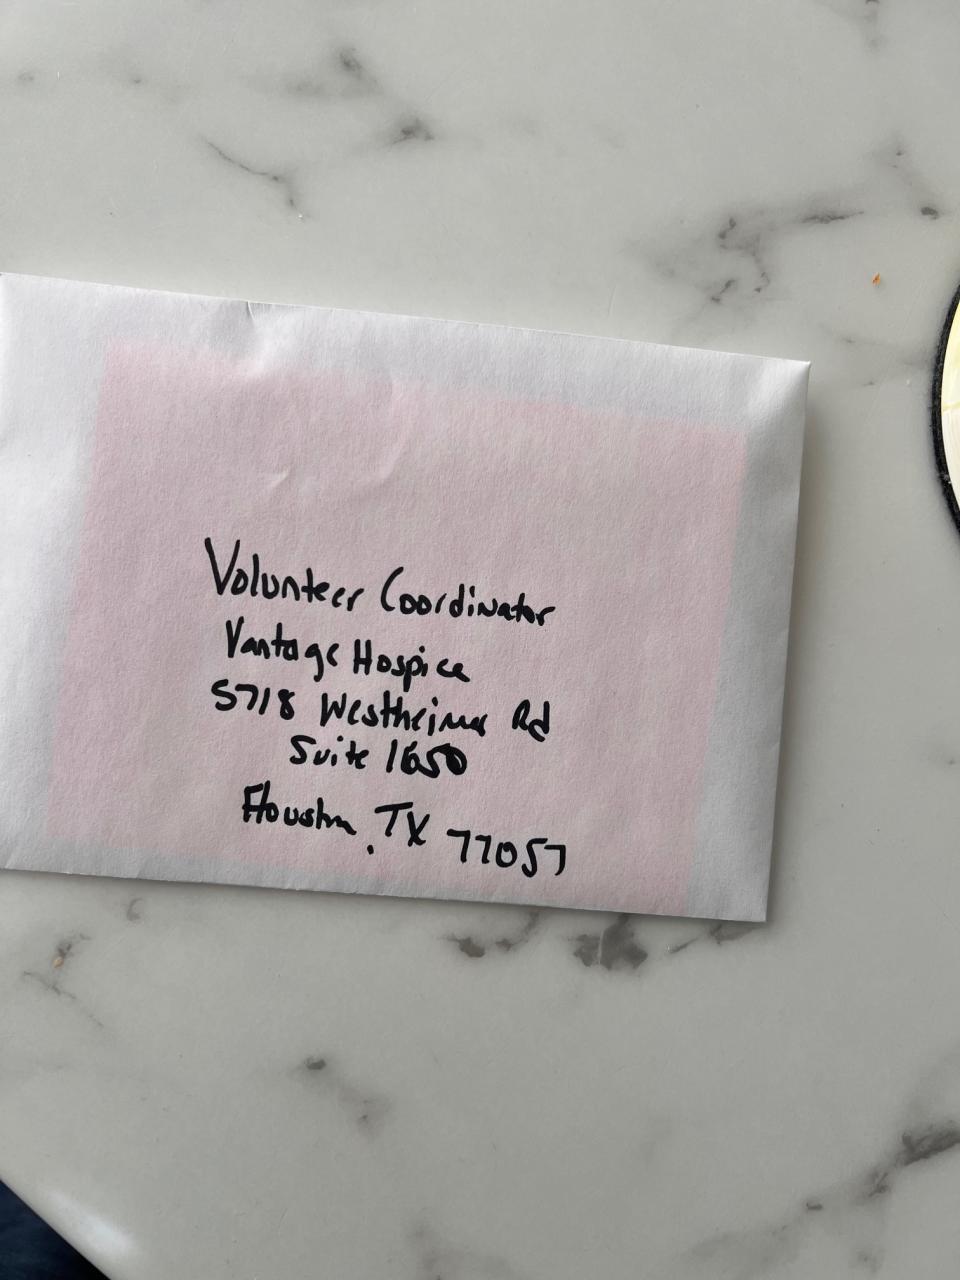 Volunteer Coordinator
Vantage Hospice
5718 Westheimer Rd
Suite 1650
Houston, TX 77057